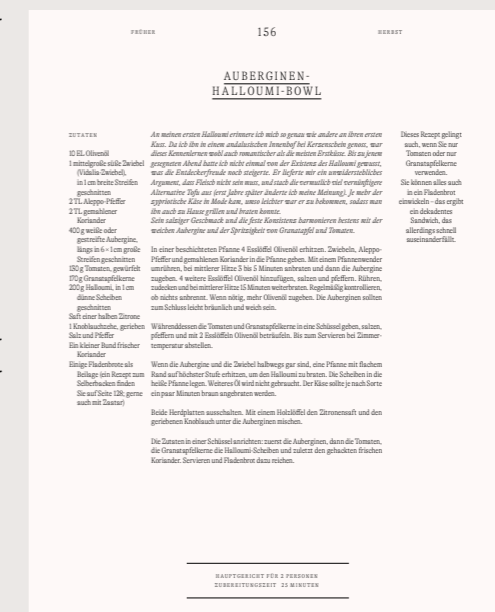 FRÜHER
156
HERBST
AUBERGINEN-
HALLOUMI-BOWL
ZUTATEN
10 EL Olivenöl
1 mittelgroße süße Zwiebel
(Vidalia-Zwiebel),
in 1 cm breite Streifen
geschnitten
2 TL Aleppo-Pfeffer
2 TL gemahlener
Koriander
400 g weiße oder
gestreifte Aubergine,
längs in 6 × 1 cm große
Streifen geschnitten
130 g Tomaten, gewürfelt
170 g Granatapfelkerne
200 g Halloumi, in 1 cm
dünne Scheiben
geschnitten
Saft einer halben Zitrone
1 Knoblauchzehe, gerieben
Salz und Pfeffer
Ein kleiner Bund frischer
Koriander
Einige Fladenbrote als
Beilage (ein Rezept zum
Selberbacken finden
Sie auf Seite 128; gerne
auch mit Zaatar)
An meinen ersten Halloumi erinnere ich mich so genau wie andere an ihren ersten
Kuss. Da ich ihn in einem andalusischen Innenhof bei Kerzenschein genoss, war
dieses Kennenlernen wohl auch romantischer als die meisten Erstküsse. Bis zu jenem
gesegneten Abend hatte ich nicht einmal von der Existenz des Halloumi gewusst,
was die Entdeckerfreude noch steigerte. Er lieferte mir ein unwiderstehliches
Argument, dass Fleisch nicht sein muss, und stach die vermutlich viel vernünftigere
Alternative Tofu aus (erst Jahre später änderte ich meine Meinung). Je mehr der
zypriotische Käse in Mode kam, umso leichter war er zu bekommen, sodass man
ihn auch zu Hause grillen und braten konnte.
Sein salziger Geschmack und die feste Konsistenz harmonieren bestens mit der
weichen Aubergine und der Spritzigkeit von Granatapfel und Tomaten.
In einer beschichteten Pfanne 4 Esslöffel Olivenöl erhitzen. Zwiebeln, Aleppo-
Pfeffer und gemahlenen Koriander in die Pfanne geben. Mit einem Pfannenwender
umrühren, bei mittlerer Hitze 3 bis 5 Minuten anbraten und dann die Aubergine
zugeben. 4 weitere Esslöffel Olivenöl hinzufügen, salzen und pfeffern. Rühren,
zudecken und bei mittlerer Hitze 15 Minuten weiterbraten. Regelmäßig kontrollieren,
ob nichts anbrennt. Wenn nötig, mehr Olivenöl zugeben. Die Auberginen sollten
zum Schluss leicht bräunlich und weich sein.
Währenddessen die Tomaten und Granatapfelkerne in eine Schüssel geben, salzen,
pfeffern und mit 2 Esslöffeln Olivenöl beträufeln. Bis zum Servieren bei Zimmer-
temperatur abstellen.
Wenn die Aubergine und die Zwiebel halbwegs gar sind, eine Pfanne mit flachem
Rand auf höchster Stufe erhitzen, um den Halloumi zu braten. Die Scheiben in die
heiße Pfanne legen. Weiteres Öl wird nicht gebraucht. Der Käse sollte je nach Sorte
ein paar Minuten braun angebraten werden.
Beide Herdplatten ausschalten. Mit einem Holzlöffel den Zitronensaft und den
geriebenen Knoblauch unter die Auberginen mischen.
Die Zutaten in einer Schüssel anrichten: zuerst die Auberginen, dann die Tomaten,
die Granatapfelkerne die Halloumi-Scheiben und zuletzt den gehackten frischen
Koriander. Servieren und Fladenbrot dazu reichen.
Dieses Rezept gelingt
auch, wenn Sie nur
Tomaten oder nur
Granatapfelkerne
verwenden.
Sie können alles auch
in ein Fladenbrot
einwickeln – das ergibt
ein dekadentes
Sandwich, das
allerdings schnell
auseinanderfällt.
HAUPTGERICHT FÜR 2 PERSONEN
ZUBEREITUNGSZEIT 25 MINUTEN